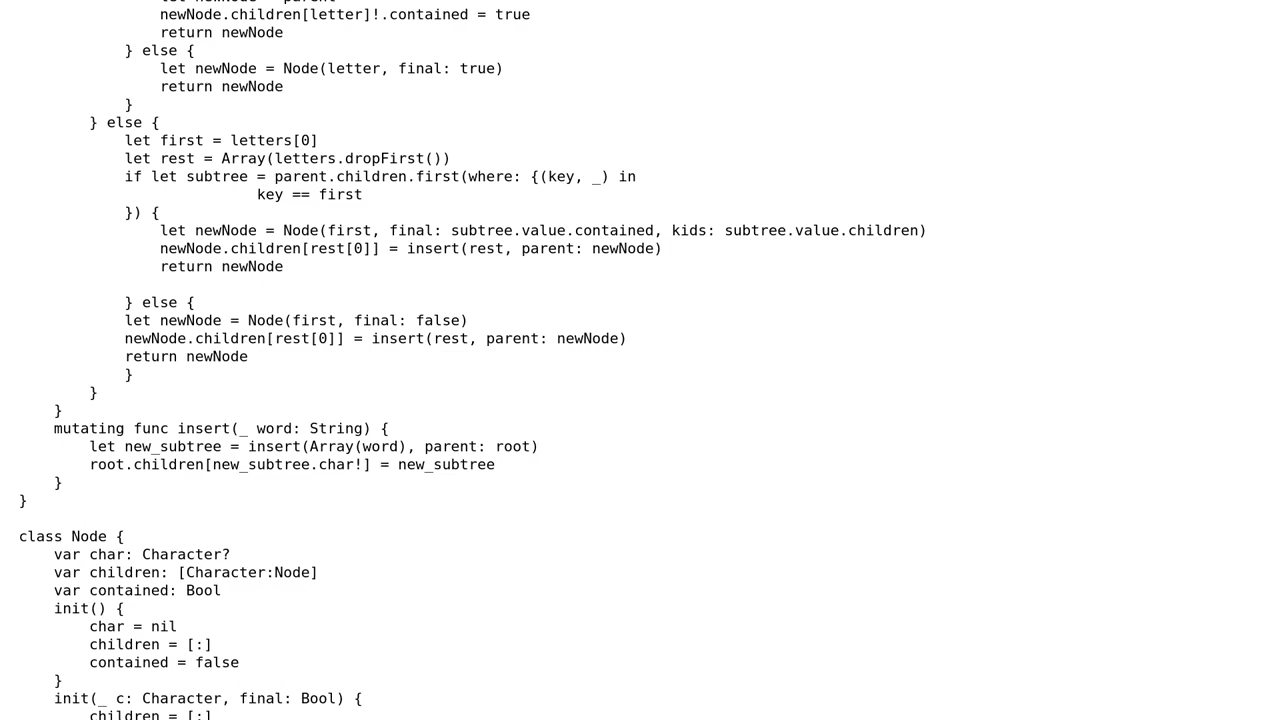 let newNode = parent
newNode.children[letter]!.contained = true
return newNode
} else {
let newNode = Node(letter, final: true)
return newNode
}
} else {
let first = letters[0]
let rest = Array(letters.dropFirst())
if let subtree = parent.children.first(where: {(key, _) in
key == first
}) {
let newNode = Node(first, final: subtree.value.contained, kids: subtree.value.children)
newNode.children[rest[0]] = insert(rest, parent: newNode)
return newNode
} else {
let newNode = Node(first, final: false)
newNode.children[rest[0]] = insert(rest, parent: newNode)
return newNode
}
}
}
mutating func insert(_ word: String) {
let new_subtree = insert(Array(word), parent: root)
root.children[new_subtree.char!] = new_subtree
}
}
class Node {
var char: Character?
var children: [Character:Node]
var contained: Bool
init() {
char = nil
children = [:]
contained = false
}
init(_ c: Character, final: Bool) {
children = [:]